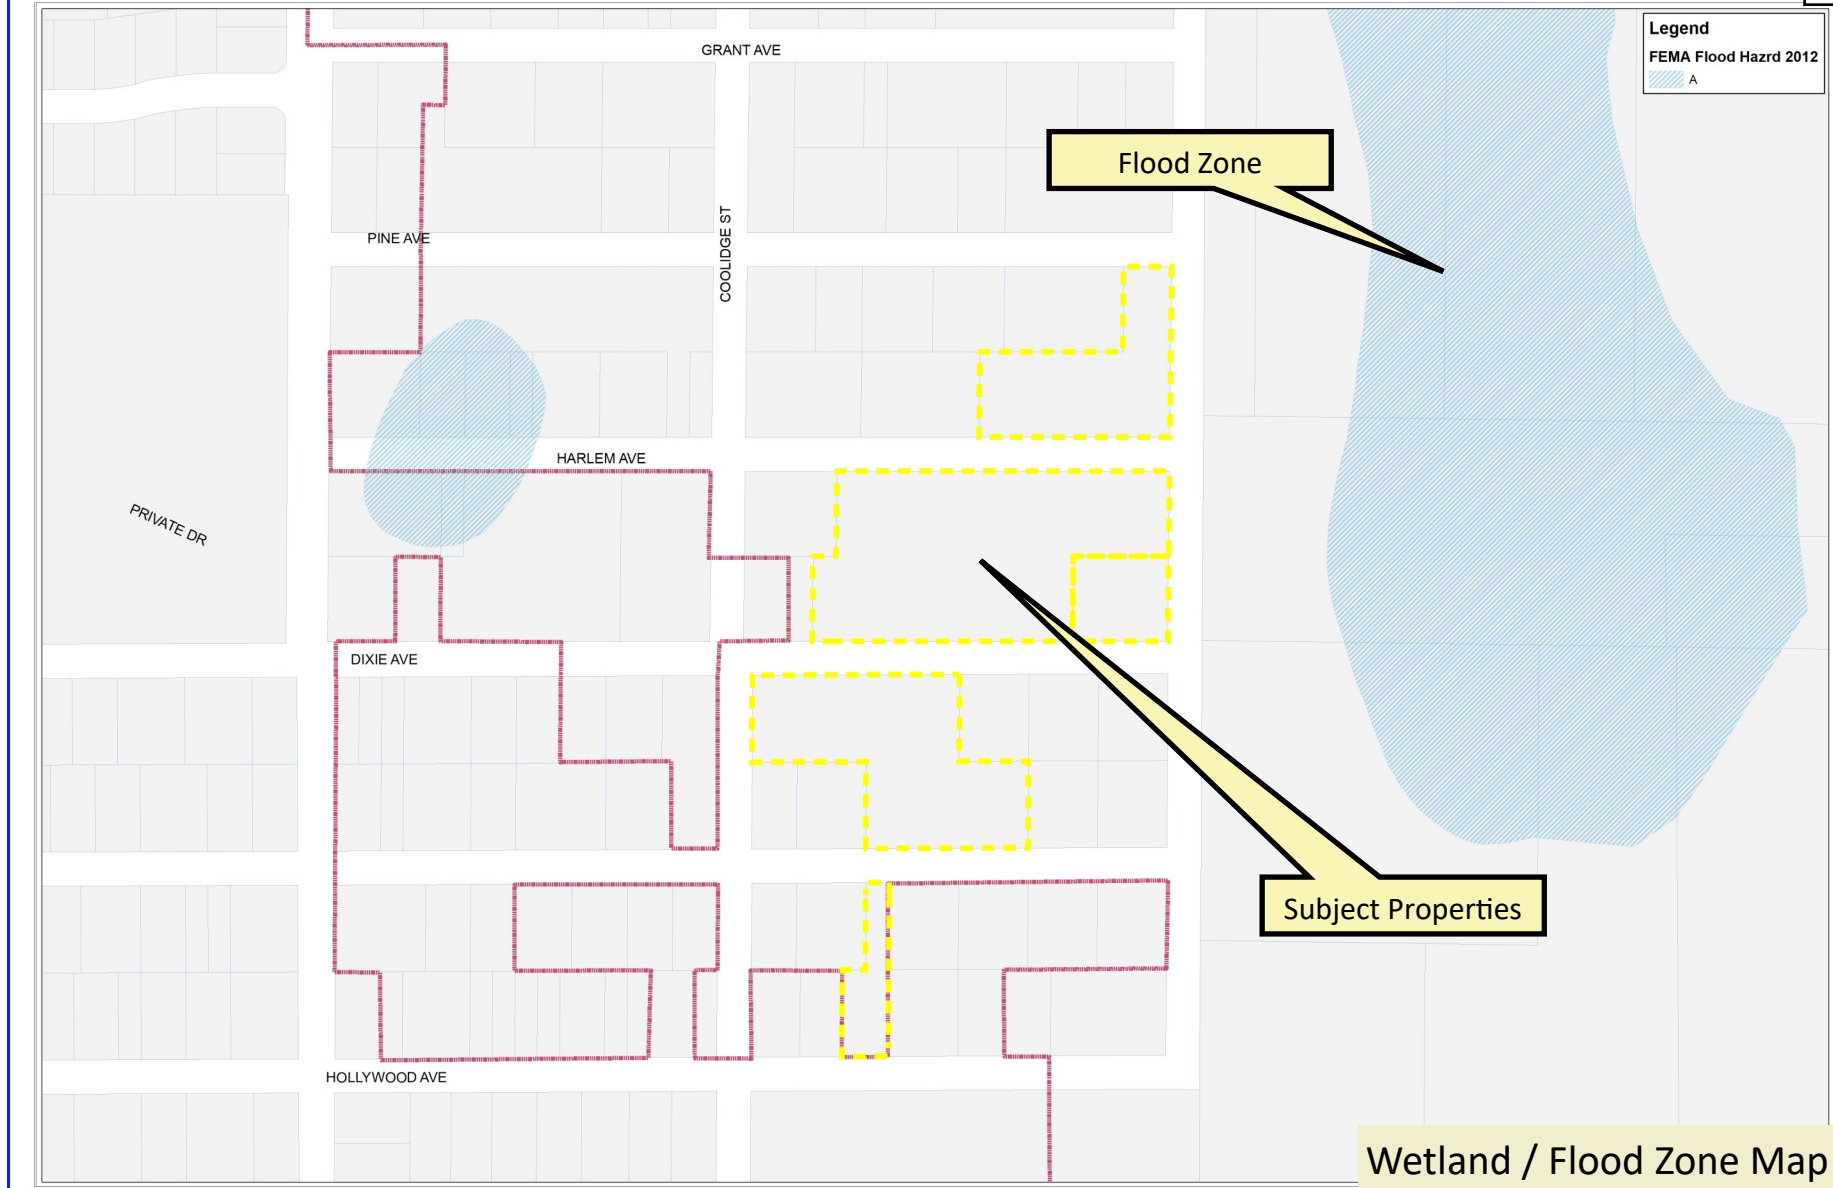 Legend
FEMA Flood Hazrd 2012
A
GRANT AVE
Flood Zone
PINE AVE
COOLIDGE ST
HARLEM AVE
PRIVATE DR
DIXIE AVE
Subject Properties
HOLLYWOOD AVE
Wetland / Flood Zone Map